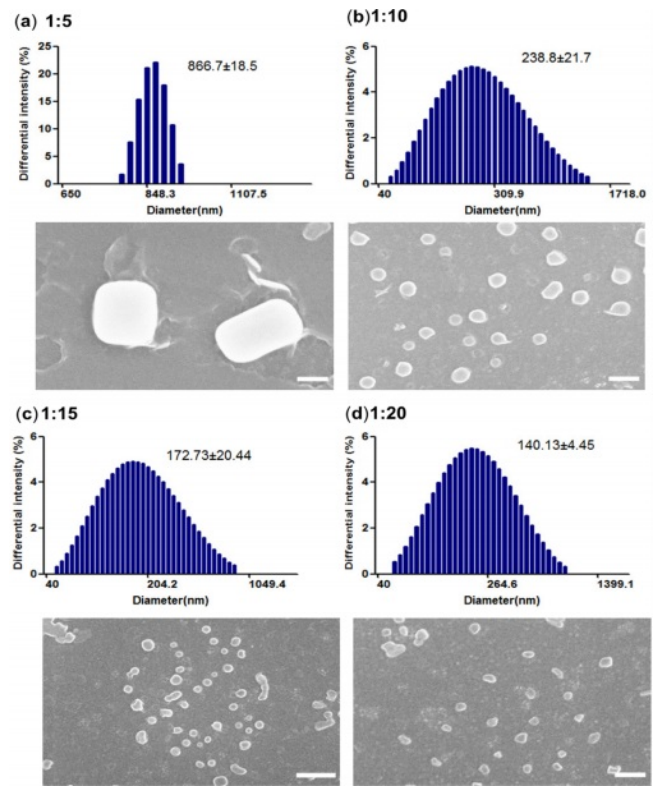 (a) 1:5
Differential intensity (%)
25
20
15
10
5
0
866.7±18.5
650 848.3 1107.5
Diameter(nm)
(b)1:10
Differential intensity (%)
6
4
2
0
238.8±21.7
40 309.9 1718.0
Diameter(nm)
(c)1:15
Differential intensity (%)
6
4
2
0
172.73±20.44
40 204.2 1049.4
Diameter(nm)
(d)1:20
Differential intensity (%)
6
4
2
0
140.13±4.45
40 264.6 1399.1
Diameter(nm)